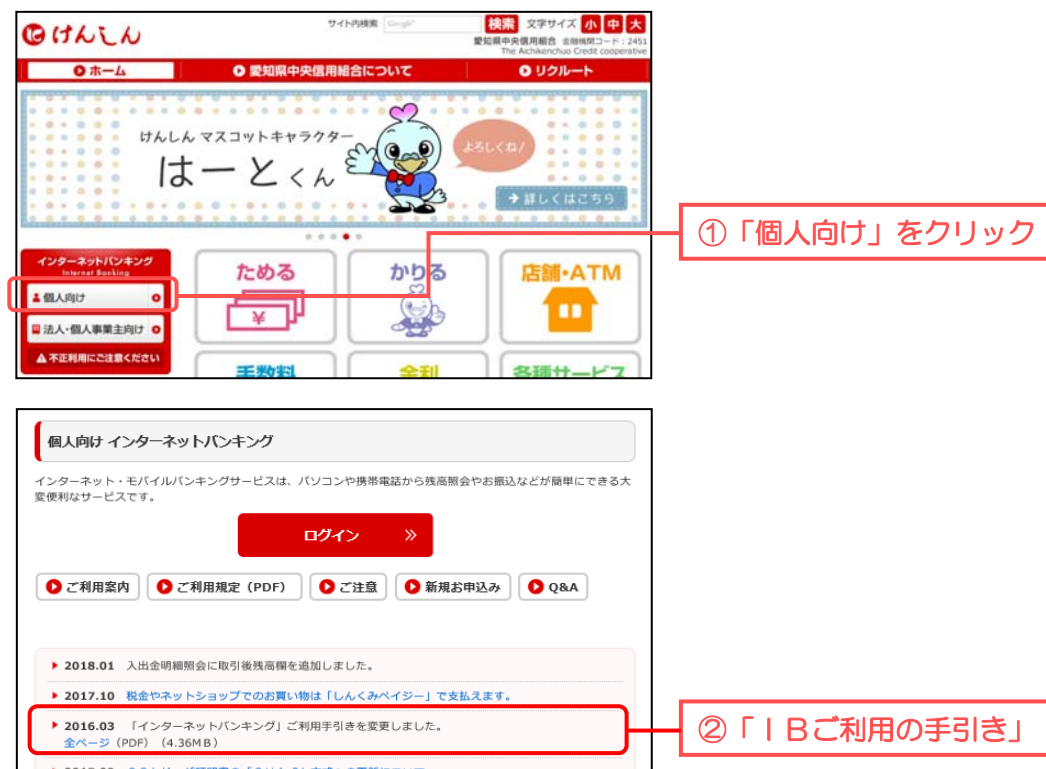 けんしん
サイト内検索 Google 検索 文字サイズ 小 中 大
愛知県中央信用組合 金融機関コード：2451
The Aichikenchuo Credit cooperative
ホーム 愛知県中央信用組合について リクルート
けんしん マスコットキャラクター
はーとくん
よろしくね！
詳しくはこちら
①「個人向け」をクリック
インターネットバンキング
Internet Banking
個人向け
法人・個人事業主向け
不正利用にご注意ください
ためる かりる 店舗・ATM
¥
手数料 金利 各種サービス
個人向け インターネットバンキング
インターネット・モバイルバンキングサービスは、パソコンや携帯電話から残高照会やお振込などが簡単にできる大
変便利なサービスです。
ログイン
ご利用案内 ご利用規定（PDF） ご注意 新規お申込み Q&A
2018.01 入出金明細照会に取引後残高欄を追加しました。
2017.10 税金やネットショップでのお買い物は「しんくみペイジー」で支払えます。
2016.03 「インターネットバンキング」ご利用手引きを変更しました。
全ページ（PDF）（4.36MB）
②「ＩＢご利用の手引き」